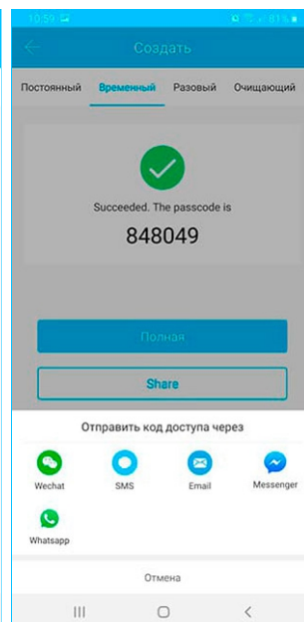 10:59 81%
Создать
Постоянный Временный Разовый Очищающий
Succeeded. The passcode is
848049
Полная
Share
Отправить код доступа через
Wechat SMS Email Messenger
Whatsapp
Отмена